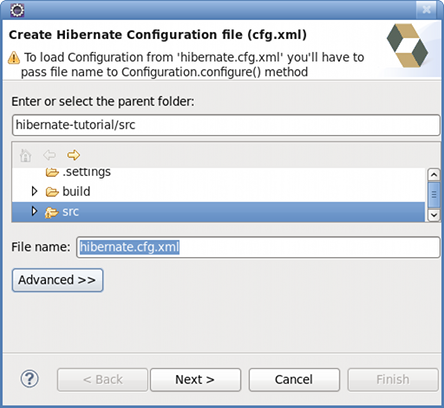 Create Hibernate Configuration file (cfg.xml)
To load Configuration from 'hibernate.cfg.xml' you'll have to
pass file name to Configuration.configure() method
Enter or select the parent folder:
hibernate-tutorial/src
.settings
build
src
File name: hibernate.cfg.xml
Advanced >>
? < Back Next > Cancel Finish